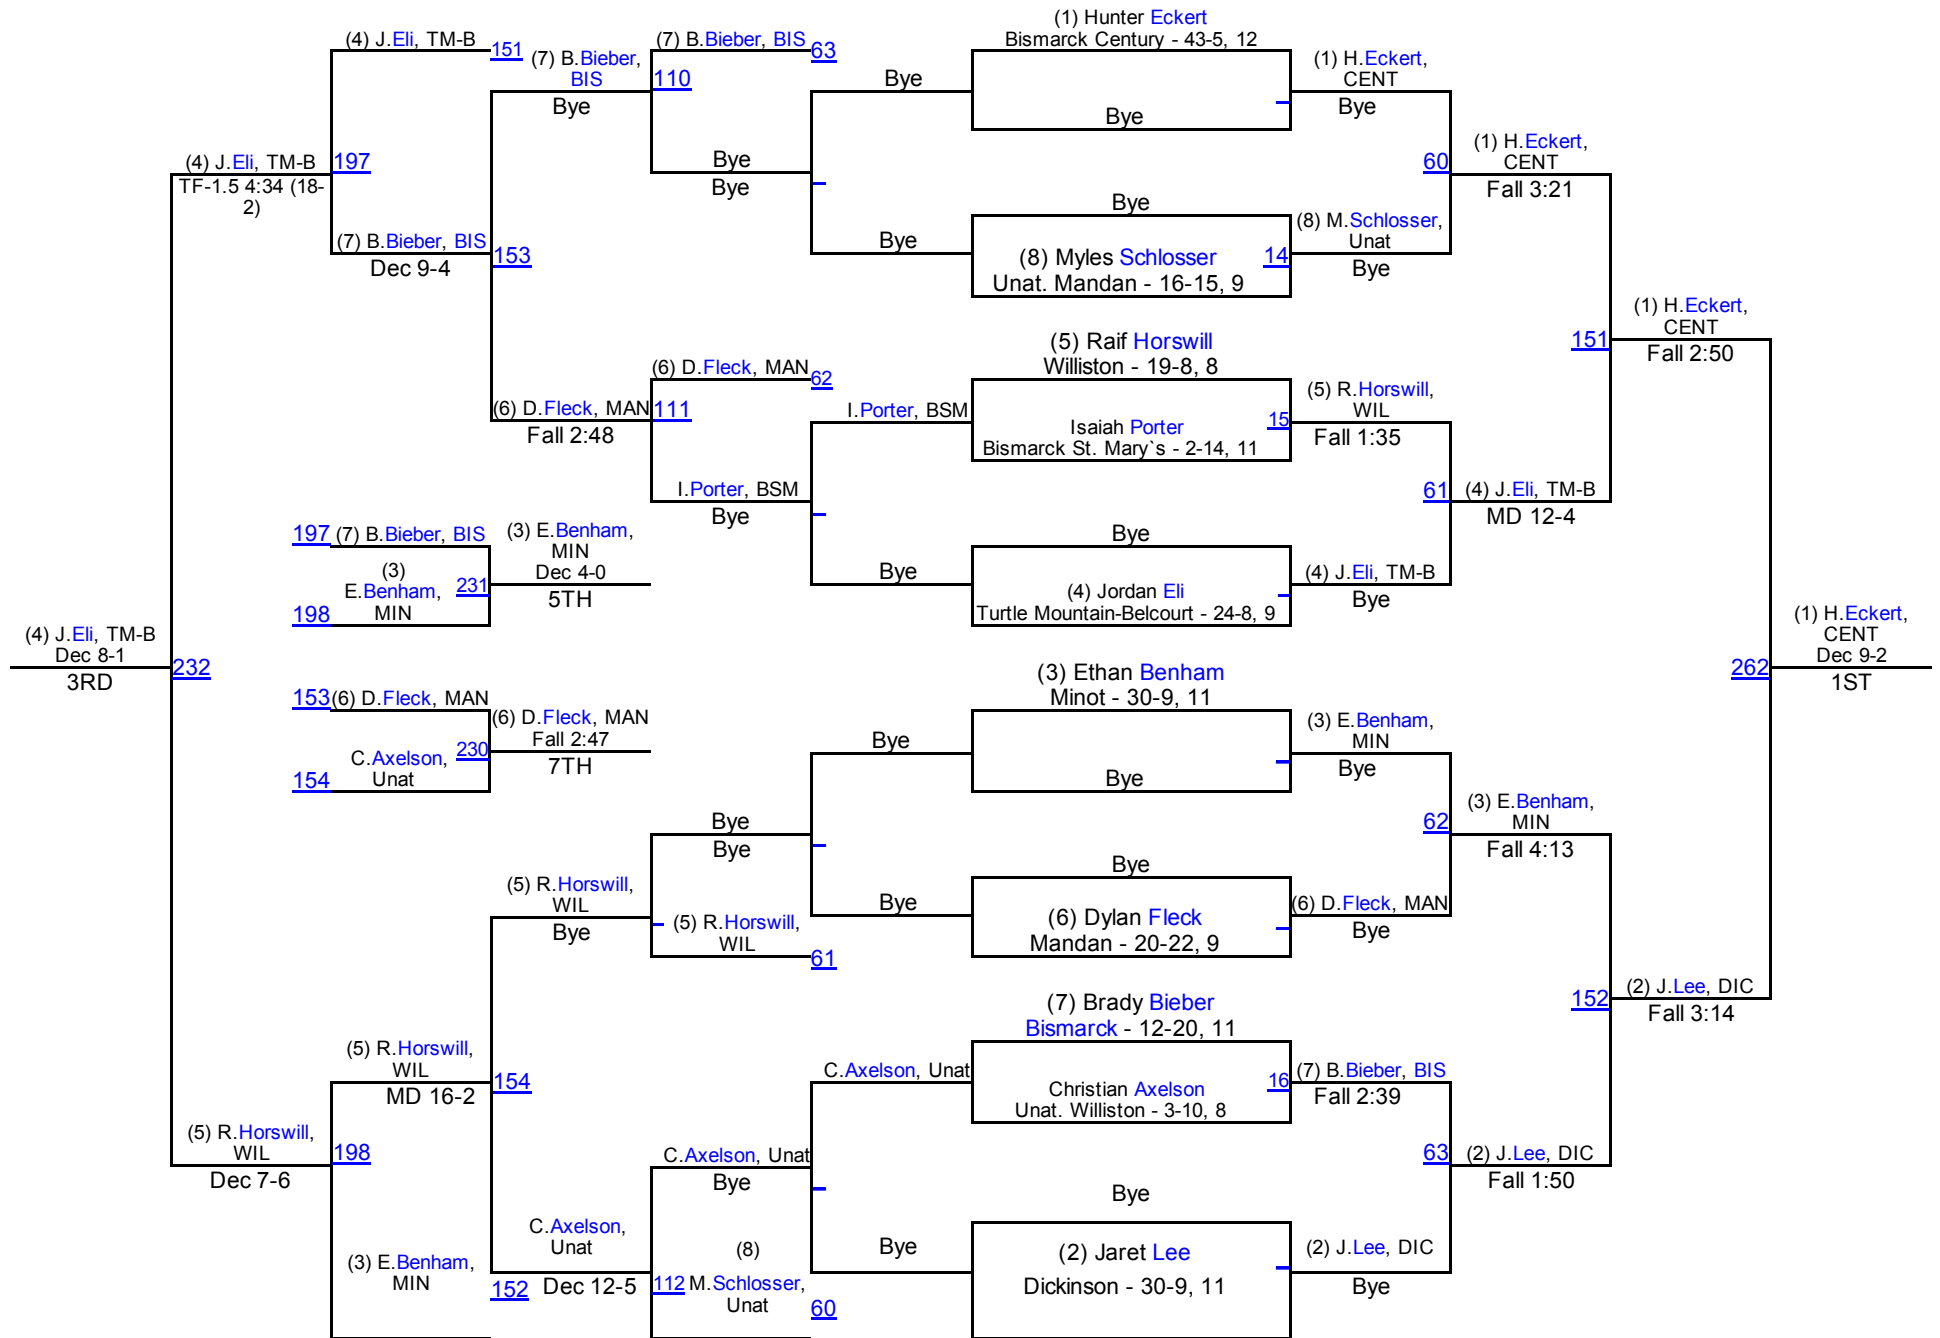 (1) Hunter Eckert
Bismarck Century - 43-5, 12
Bye
Bye
(8) Myles Schlosser
14
Unat. Mandan - 16-15, 9
(5) Raif Horswill
Williston - 19-8, 8
Isaiah Porter
15
Bismarck St. Mary`s - 2-14, 11
Bye
(4) Jordan Eli
Turtle Mountain-Belcourt - 24-8, 9
(3) Ethan Benham
Minot - 30-9, 11
Bye
Bye
(6) Dylan Fleck
Mandan - 20-22, 9
(7) Brady Bieber
Bismarck - 12-20, 11
Christian Axelson
16
Unat. Williston - 3-10, 8
Bye
(2) Jaret Lee
Dickinson - 30-9, 11
(1) H.Eckert,
CENT
Bye
60
(8) M.Schlosser,
Unat
Bye
(5) R.Horswill,
WIL
Fall 1:35
61
(4) J.Eli, TM-B
Bye
(3) E.Benham,
MIN
Bye
62
(6) D.Fleck, MAN
Bye
(7) B.Bieber, BIS
Fall 2:39
63
(2) J.Lee, DIC
Bye
(1) H.Eckert,
CENT
Fall 3:21
151
(4) J.Eli, TM-B
MD 12-4
(3) E.Benham,
MIN
Fall 4:13
152
(2) J.Lee, DIC
Fall 1:50
(1) H.Eckert,
CENT
Fall 2:50
262
(2) J.Lee, DIC
Fall 3:14
(1) H.Eckert,
CENT
Dec 9-2
1ST
Bye
Bye
I.Porter, BSM
Bye
Bye
Bye
C.Axelson, Unat
Bye
(7) B.Bieber, BIS
63
110
Bye
Bye
(6) D.Fleck, MAN
62
111
I.Porter, BSM
Bye
Bye
Bye
(5) R.Horswill,
WIL
61
C.Axelson, Unat
Bye
(8)
112
M.Schlosser,
Unat
60
(7) B.Bieber,
BIS
Bye
153
(6) D.Fleck, MAN
Fall 2:48
(5) R.Horswill,
WIL
Bye
154
C.Axelson,
Unat
Dec 12-5
(4) J.Eli, TM-B
151
197
(7) B.Bieber, BIS
Dec 9-4
(5) R.Horswill,
WIL
MD 16-2
198
(3) E.Benham,
MIN
152
(4) J.Eli, TM-B
TF-1.5 4:34 (18-
2)
232
(5) R.Horswill,
WIL
Dec 7-6
(4) J.Eli, TM-B
Dec 8-1
3RD
197
(7) B.Bieber, BIS
(3)
E.Benham,
MIN
198
231
(3) E.Benham,
MIN
Dec 4-0
5TH
153
(6) D.Fleck, MAN
C.Axelson,
Unat
154
230
(6) D.Fleck, MAN
Fall 2:47
7TH